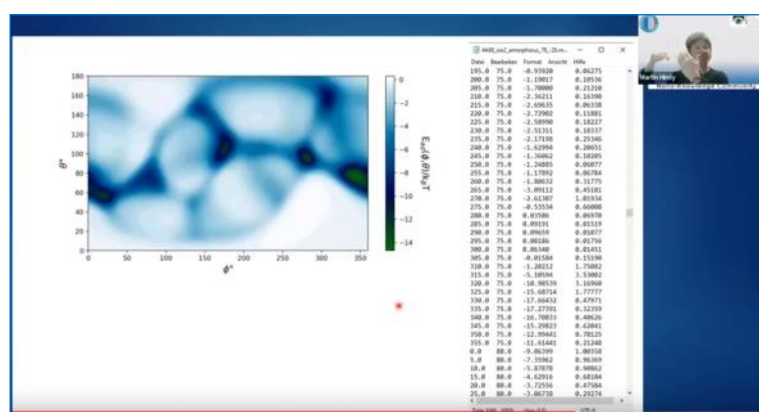 180
160
140
120
100
80
60
40
20
0
θ°
0 50 100 150 200 250 300 350
ϕ°
0
−2
−4
−6
−8
−10
−12
−14
Datei Bearbeiten Format Ansicht Hilfe
195.0 75.0 -0.93920 0.06275
200.0 75.0 -1.19017 0.10536
205.0 75.0 -1.70000 0.21210
210.0 75.0 -2.36211 0.16390
215.0 75.0 -2.69635 0.06338
220.0 75.0 -2.72902 0.11881
225.0 75.0 -2.58990 0.18227
230.0 75.0 -2.51311 0.18337
235.0 75.0 -2.17198 0.25346
240.0 75.0 -1.62994 0.20651
245.0 75.0 -1.36062 0.18205
250.0 75.0 -1.24885 0.06077
255.0 75.0 -1.17892 0.06784
260.0 75.0 -1.80632 0.31775
265.0 75.0 -3.09112 0.45181
270.0 75.0 -2.61307 1.01934
275.0 75.0 -0.53534 0.66008
280.0 75.0 0.03506 0.06970
285.0 75.0 0.09191 0.01519
290.0 75.0 0.09659 0.01077
295.0 75.0 0.08186 0.01756
300.0 75.0 0.06340 0.01451
305.0 75.0 -0.01584 0.15190
310.0 75.0 -1.20212 1.75082
315.0 75.0 -5.10594 3.53002
320.0 75.0 -10.98539 3.16960
325.0 75.0 -15.68714 1.77777
330.0 75.0 -17.66432 0.47971
335.0 75.0 -17.27391 0.32359
340.0 75.0 -16.70833 0.40626
345.0 75.0 -15.29823 0.62041
350.0 75.0 -12.99441 0.78125
355.0 75.0 -11.61441 0.21248
0.0 80.0 -9.06399 1.00358
5.0 80.0 -7.35962 0.96369
10.0 80.0 -5.87878 0.90862
15.0 80.0 -4.62916 0.68104
20.0 80.0 -3.72556 0.47584
25.0 80.0 -3.06738 0.29274
Martin Himly